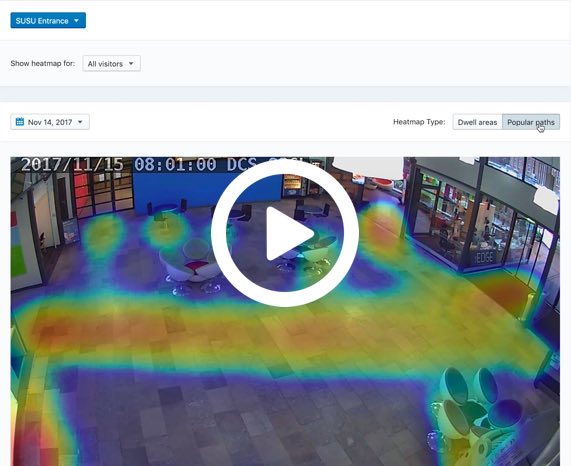 SUSU Entrance
Show heatmap for: All visitors
Nov 14, 2017
Heatmap Type: Dwell areas Popular paths
2017/11/15 08:01:00 DCS
EDGE